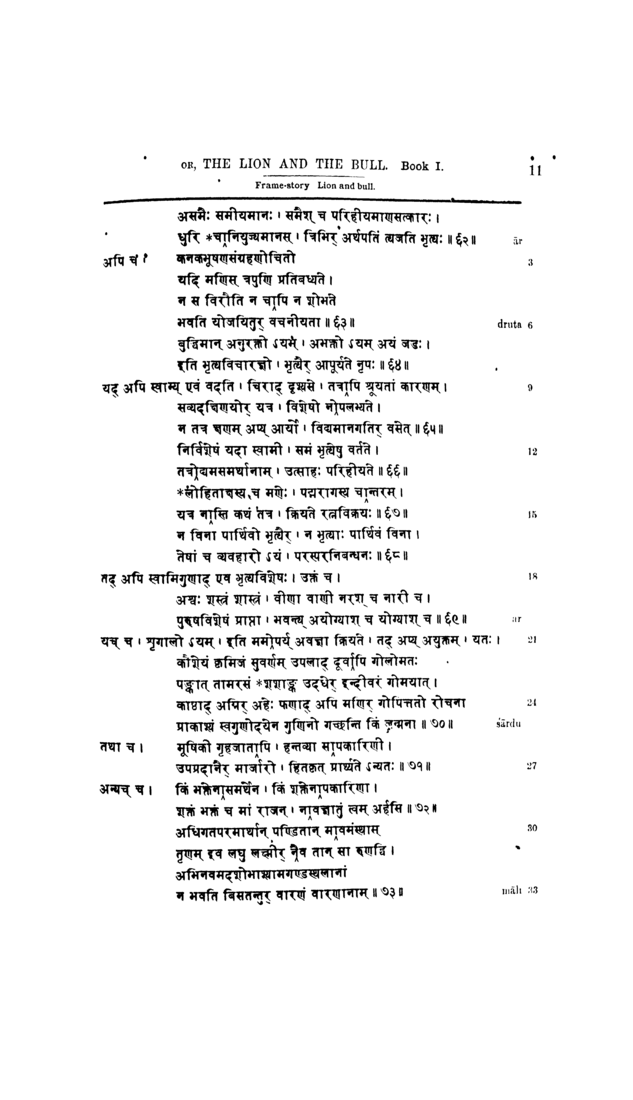 OR, THE LION AND THE BULL. Book I. 11
Frame-story Lion and bull.
असमैः समीयमानः । समैश् च परिहीयमाणसत्कारः ।
धुरि *चानियुज्यमानस् । त्रिभिर् अर्थपतिं त्यजति भृत्यः ॥ ६२॥ ār
अपि च । कनकभूषणसंग्रहणोचितो 3
यदि मणिस् त्रपुणि प्रतिबध्यते ।
न स विरौति न चापि न शोभते
भवति योजयितुर् वचनीयता ॥ ६३॥ druta 6
बुद्धिमान् अनुरक्तो ऽयम् । अभक्तो ऽयम् अयं जडः ।
इति भृत्यविचारज्ञो । भृत्यैर् आपूर्यते नृपः ॥ ६४॥
यद् अपि स्वाम्य् एवं वदति । चिराद् दृष्टो ऽसि । तत्रापि श्रूयतां कारणम् । 9
सव्यदक्षिणयोर् यत्र । विशेषो नोपलभ्यते ।
न तत्र क्षणम् अप्य् आर्यो । विद्यमानगतिर् वसेत् ॥ ६५॥
निर्विशेषं यदा स्वामी । समं भृत्येषु वर्तते । 12
तत्रोद्यमसमर्थानाम् । उत्साहः परिहीयते ॥ ६६॥
*लोहिताक्षस्य च मणेः । पद्मरागस्य चान्तरम् ।
यत्र नास्ति कथं तत्र । क्रियते रत्नविक्रयः ॥ ६७॥ 15
न विना पार्थिवो भृत्यैर् । न भृत्याः पार्थिवं विना ।
तेषां च व्यवहारो ऽयं । परस्परनिबन्धनः ॥ ६८॥
तद् अपि स्वामिगुणाद् एव भृत्यविशेषः । उक्तं च । 18
अश्वः शस्त्रं शास्त्रं । वीणा वाणी नरश् च नारी च ।
पुरुषविशेषं प्राप्ता । भवन्त्य् अयोग्याश् च योग्याश् च ॥ ६९॥ ar
यच् च । शृगालो ऽयम् । इति ममोपर्य् अवज्ञा क्रियते । तद् अप्य् अयुक्तम् । यतः । 21
कौशेयं कृमिजं सुवर्णम् उपलाद् दूर्वापि गोलोमतः
पङ्कात् तामरसं *शशाङ्क उदधेर् इन्दीवरं गोमयात् ।
काष्ठाद् अग्निर् अहेः फणाद् अपि मणिर् गोपित्ततो रोचना 24
प्राकाश्यं स्वगुणोदयेन गुणिनो गच्छन्ति किं जन्मना ॥ ७०॥ śārdū
तथा च । मूषिकी गृहजातापि । हन्तव्या सापकारिणी ।
उपप्रदानैर् मार्जारो । हितकृत् प्रार्थ्यते ऽन्यतः ॥ ७१॥ 27
अन्यच् च । किं भक्तेनासमर्थेन । किं शक्तेनापकारिणा ।
शक्तं भक्तं च मां राजन् । नावज्ञातुं त्वम् अर्हसि ॥ ७२॥
अधिगतपरमार्थान् पण्डितान् मावमंस्थास् 30
तृणम् इव लघु लक्ष्मीर् नैव तान् सा रुणद्धि ।
अभिनवमदशोभाश्यामगण्डस्थलानां
न भवति बिसतन्तुर् वारणं वारणानाम् ॥ ७३॥ māli 33